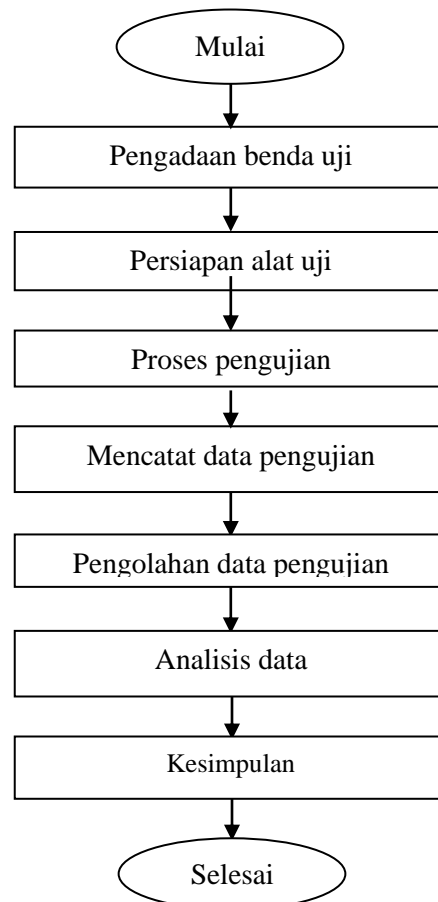 Mulai
Pengadaan benda uji
Persiapan alat uji
Proses pengujian
Mencatat data pengujian
Pengolahan data pengujian
Analisis data
Kesimpulan
Selesai